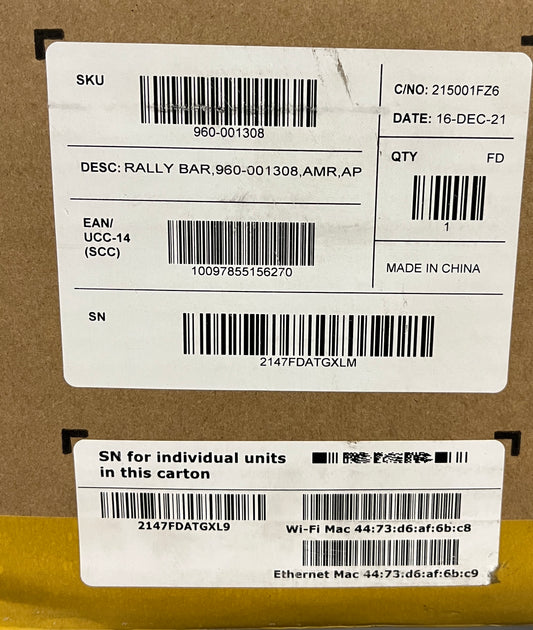 SKU
960-001308
C/NO: 215001FZ6
DATE: 16-DEC-21
DESC: RALLY BAR,960-001308,AMR,AP
QTY FD
1
EAN/
UCC-14
(SCC)
10097855156270
MADE IN CHINA
SN
2147FDATGXLM
SN for individual units
in this carton
2147FDATGXL9
Wi-Fi Mac 44:73:d6:af:6b:c8
Ethernet Mac 44:73:d6:af:6b:c9